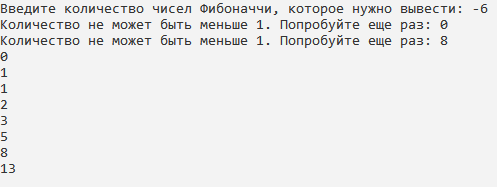 Введите количество чисел Фибоначчи, которое нужно вывести: -6
Количество не может быть меньше 1. Попробуйте еще раз: 0
Количество не может быть меньше 1. Попробуйте еще раз: 8
0
1
1
2
3
5
8
13